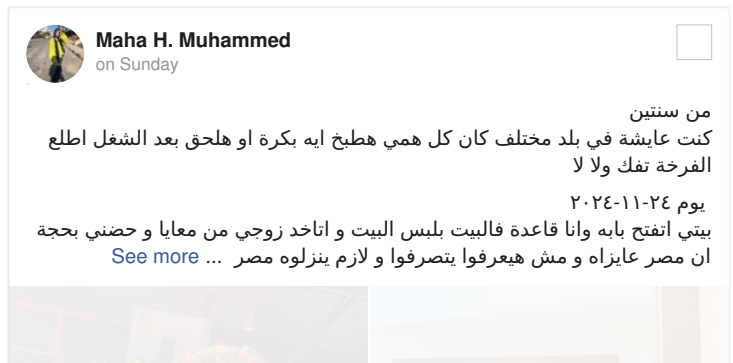 Maha H. Muhammed
on Sunday
من سنتين
كنت عايشة في بلد مختلف كان كل همي هطبخ ايه بكرة او هلحق بعد الشغل اطلع
الفرخة تفك ولا لا
يوم ٢٤-١١-٢٠٢٤
بيتي اتفتح بابه وانا قاعدة فالبيت بلبس البيت و اتاخد زوجي من معايا و حضني بحجة
ان مصر عايزاه و مش هيعرفوا يتصرفوا و لازم ينزلوه مصر ... See more